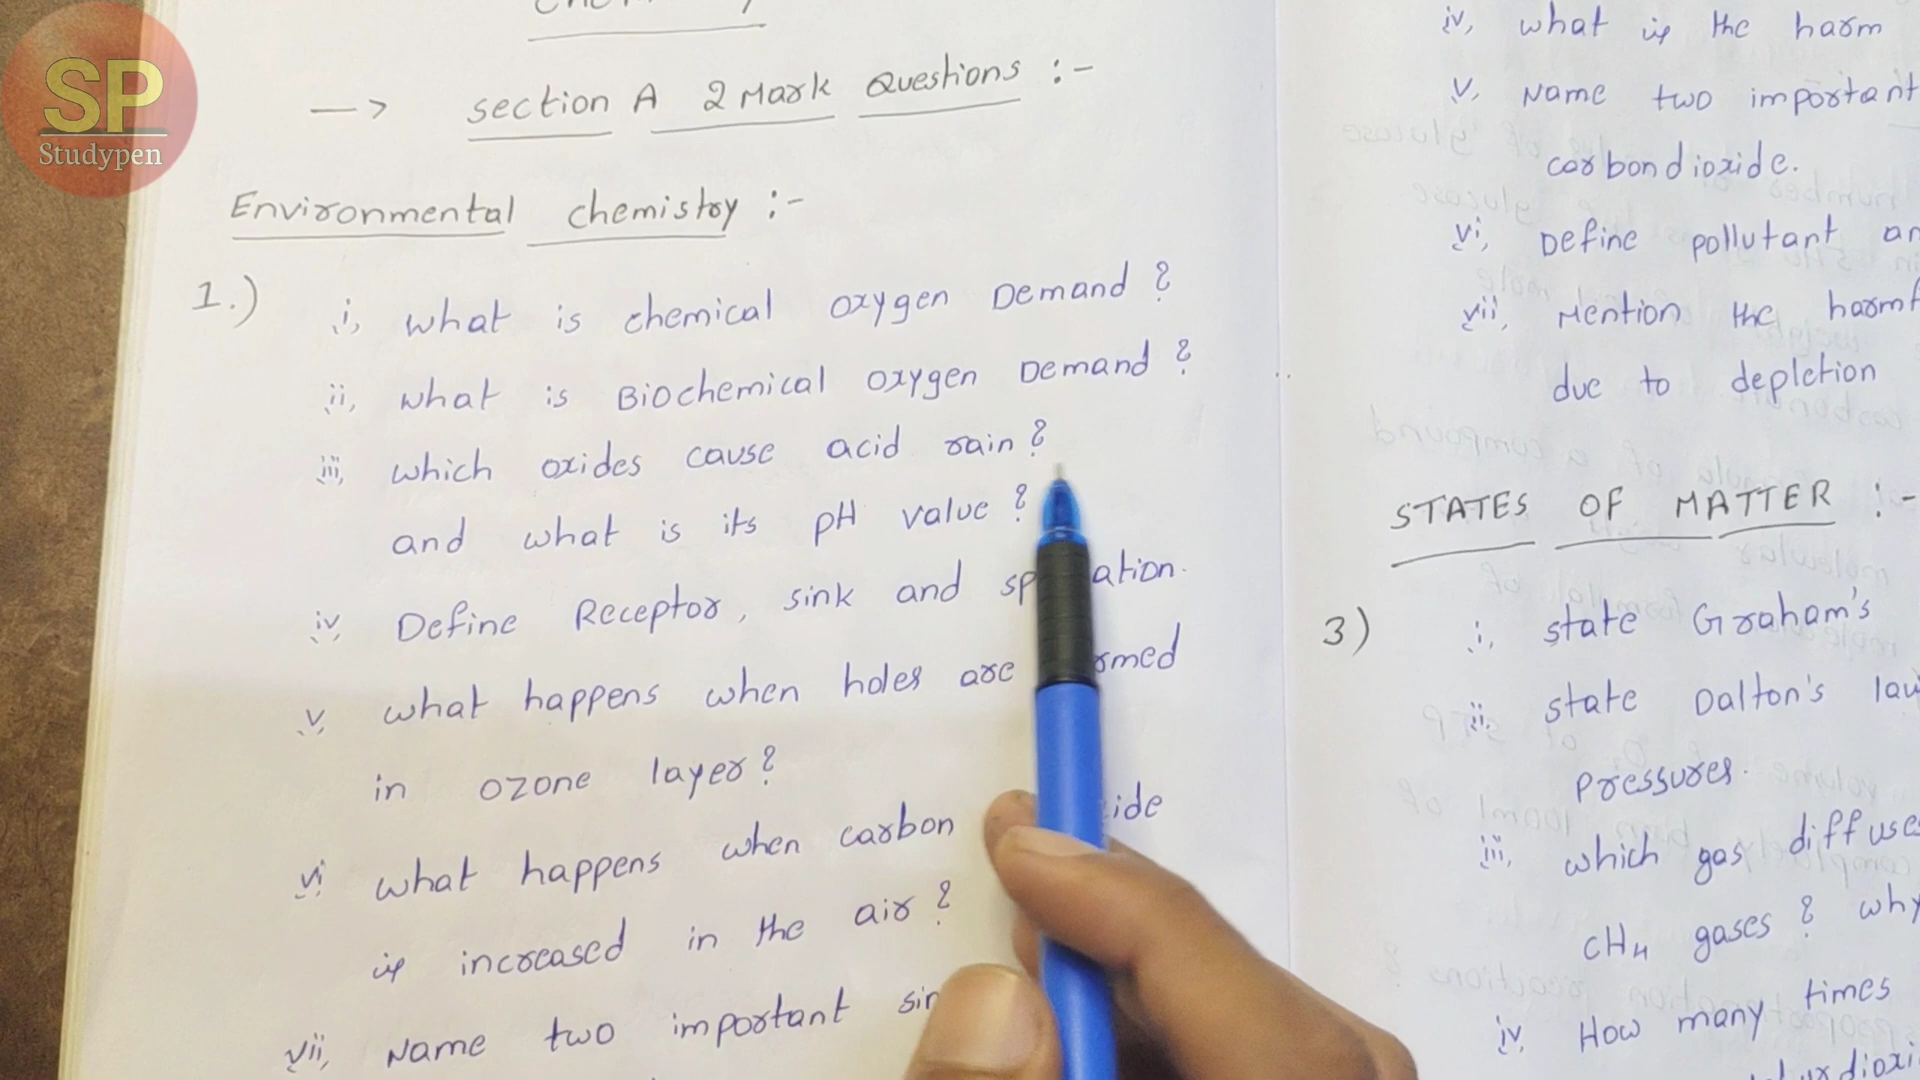 SP
Studypen
—> section A 2 Mark Questions :-
Environmental chemistry :-
1.) i, what is chemical oxygen Demand ?
ii, what is Biochemical oxygen Demand ?
iii, which oxides cause acid rain ?
and what is its pH value ?
iv, Define Receptor, sink and
v, what happens when holes are
in ozone layer ?
vi, what happens when carbon
is increased in the air ?
vii, Name two important
iv, what is the harm
v, Name two important
carbondioxide.
vi, Define pollutant
vii, Mention the
due to depletion
STATES OF MATTER :-
3) i, state Graham's
ii, state Dalton's
pressures.
iii, which gas
CH4 gases ?
iv, How many times